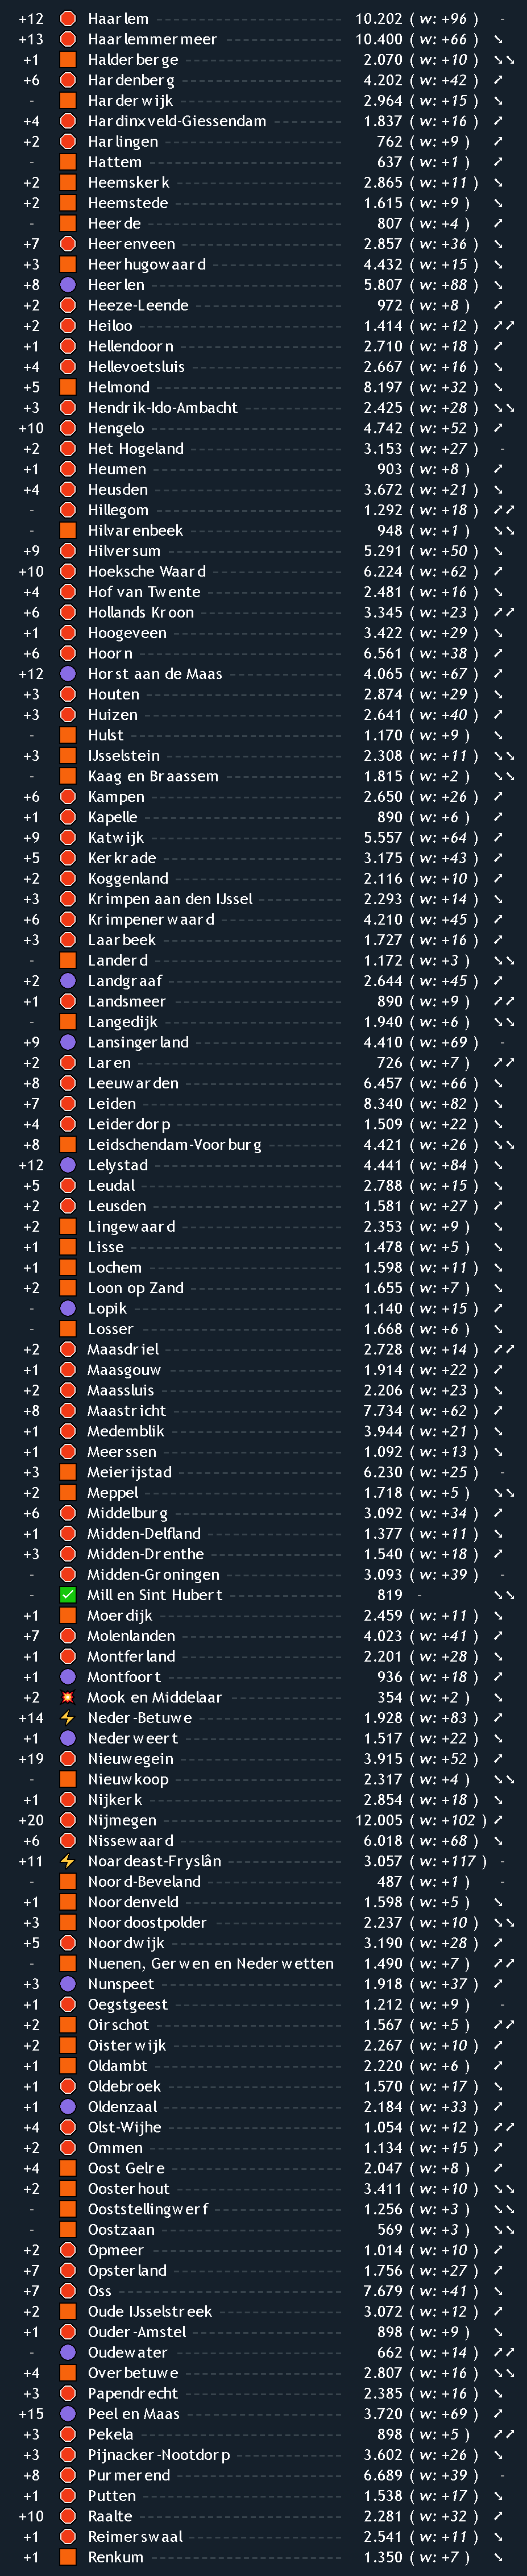 +12 Haarlem 10.202 ( w: +96 ) -
+13 Haarlemmermeer 10.400 ( w: +66 ) ↘
+1 Halderberge 2.070 ( w: +10 ) ↘↘
+6 Hardenberg 4.202 ( w: +42 ) ↗
- Harderwijk 2.964 ( w: +15 ) ↘
+4 Hardinxveld-Giessendam 1.837 ( w: +16 ) ↗
+2 Harlingen 762 ( w: +9 ) ↗
- Hattem 637 ( w: +1 ) ↗
+2 Heemskerk 2.865 ( w: +11 ) ↘
+2 Heemstede 1.615 ( w: +9 ) ↘
- Heerde 807 ( w: +4 ) ↗
+7 Heerenveen 2.857 ( w: +36 ) ↘
+3 Heerhugowaard 4.432 ( w: +15 ) ↘
+8 Heerlen 5.807 ( w: +88 ) ↘
+2 Heeze-Leende 972 ( w: +8 ) ↗
+2 Heiloo 1.414 ( w: +12 ) ↗↗
+1 Hellendoorn 2.710 ( w: +18 ) ↗
+4 Hellevoetsluis 2.667 ( w: +16 ) ↘
+5 Helmond 8.197 ( w: +32 ) ↘
+3 Hendrik-Ido-Ambacht 2.425 ( w: +28 ) ↘↘
+10 Hengelo 4.742 ( w: +52 ) ↗
+2 Het Hogeland 3.153 ( w: +27 ) -
+1 Heumen 903 ( w: +8 ) ↗
+4 Heusden 3.672 ( w: +21 ) ↘
- Hillegom 1.292 ( w: +18 ) ↗↗
- Hilvarenbeek 948 ( w: +1 ) ↘↘
+9 Hilversum 5.291 ( w: +50 ) ↘
+10 Hoeksche Waard 6.224 ( w: +62 ) ↗
+4 Hof van Twente 2.481 ( w: +16 ) ↘
+6 Hollands Kroon 3.345 ( w: +23 ) ↗↗
+1 Hoogeveen 3.422 ( w: +29 ) ↘
+6 Hoorn 6.561 ( w: +38 ) ↗
+12 Horst aan de Maas 4.065 ( w: +67 ) ↗
+3 Houten 2.874 ( w: +29 ) ↘
+3 Huizen 2.641 ( w: +40 ) ↗
- Hulst 1.170 ( w: +9 ) ↘
+3 IJsselstein 2.308 ( w: +11 ) ↘↘
- Kaag en Braassem 1.815 ( w: +2 ) ↘↘
+6 Kampen 2.650 ( w: +26 ) ↗
+1 Kapelle 890 ( w: +6 ) ↗
+9 Katwijk 5.557 ( w: +64 ) ↗
+5 Kerkrade 3.175 ( w: +43 ) ↗
+2 Koggenland 2.116 ( w: +10 ) ↗
+3 Krimpen aan den IJssel 2.293 ( w: +14 ) ↘
+6 Krimpenerwaard 4.210 ( w: +45 ) ↗
+3 Laarbeek 1.727 ( w: +16 ) ↗
- Landerd 1.172 ( w: +3 ) ↘↘
+2 Landgraaf 2.644 ( w: +45 ) ↗
+1 Landsmeer 890 ( w: +9 ) ↗↗
- Langedijk 1.940 ( w: +6 ) ↘↘
+9 Lansingerland 4.410 ( w: +69 ) -
+2 Laren 726 ( w: +7 ) ↗↗
+8 Leeuwarden 6.457 ( w: +66 ) ↘
+7 Leiden 8.340 ( w: +82 ) ↘
+4 Leiderdorp 1.509 ( w: +22 ) ↘
+8 Leidschendam-Voorburg 4.421 ( w: +26 ) ↘↘
+12 Lelystad 4.441 ( w: +84 ) ↘
+5 Leudal 2.788 ( w: +15 ) ↘
+2 Leusden 1.581 ( w: +27 ) ↗
+2 Lingewaard 2.353 ( w: +9 ) ↘
+1 Lisse 1.478 ( w: +5 ) ↘
+1 Lochem 1.598 ( w: +11 ) ↘
+2 Loon op Zand 1.655 ( w: +7 ) ↘
- Lopik 1.140 ( w: +15 ) ↗
- Losser 1.668 ( w: +6 ) ↘
+2 Maasdriel 2.728 ( w: +14 ) ↗↗
+1 Maasgouw 1.914 ( w: +22 ) ↗
+2 Maassluis 2.206 ( w: +23 ) ↘
+8 Maastricht 7.734 ( w: +62 ) ↗
+1 Medemblik 3.944 ( w: +21 ) ↘
+1 Meerssen 1.092 ( w: +13 ) ↘
+3 Meierijstad 6.230 ( w: +25 ) -
+2 Meppel 1.718 ( w: +5 ) ↘↘
+6 Middelburg 3.092 ( w: +34 ) ↗
+1 Midden-Delfland 1.377 ( w: +11 ) ↘
+3 Midden-Drenthe 1.540 ( w: +18 ) ↗
- Midden-Groningen 3.093 ( w: +39 ) -
- Mill en Sint Hubert 819 - ↘↘
+1 Moerdijk 2.459 ( w: +11 ) ↘
+7 Molenlanden 4.023 ( w: +41 ) ↗
+1 Montferland 2.201 ( w: +28 ) ↘
+1 Montfoort 936 ( w: +18 ) ↗
+2 Mook en Middelaar 354 ( w: +2 ) ↘
+14 Neder-Betuwe 1.928 ( w: +83 ) ↗
+1 Nederweert 1.517 ( w: +22 ) ↘
+19 Nieuwegein 3.915 ( w: +52 ) ↗
- Nieuwkoop 2.317 ( w: +4 ) ↘↘
+1 Nijkerk 2.854 ( w: +18 ) ↘
+20 Nijmegen 12.005 ( w: +102 ) ↗
+6 Nissewaard 6.018 ( w: +68 ) ↘
+11 Noardeast-Fryslân 3.057 ( w: +117 ) -
- Noord-Beveland 487 ( w: +1 ) -
+1 Noordenveld 1.598 ( w: +5 ) ↘
+3 Noordoostpolder 2.237 ( w: +10 ) ↘↘
+5 Noordwijk 3.190 ( w: +28 ) ↗
- Nuenen, Gerwen en Nederwetten 1.490 ( w: +7 ) ↗↗
+3 Nunspeet 1.918 ( w: +37 ) ↗
+1 Oegstgeest 1.212 ( w: +9 ) -
+2 Oirschot 1.567 ( w: +5 ) ↗↗
+2 Oisterwijk 2.267 ( w: +10 ) ↗
+1 Oldambt 2.220 ( w: +6 ) ↗
+1 Oldebroek 1.570 ( w: +17 ) ↘
+1 Oldenzaal 2.184 ( w: +33 ) ↗
+4 Olst-Wijhe 1.054 ( w: +12 ) ↗↗
+2 Ommen 1.134 ( w: +15 ) ↗
+4 Oost Gelre 2.047 ( w: +8 ) ↗
+2 Oosterhout 3.411 ( w: +10 ) ↘↘
- Ooststellingwerf 1.256 ( w: +3 ) ↘↘
- Oostzaan 569 ( w: +3 ) ↘↘
+2 Opmeer 1.014 ( w: +10 ) ↗
+7 Opsterland 1.756 ( w: +27 ) ↗
+7 Oss 7.679 ( w: +41 ) ↘
+2 Oude IJsselstreek 3.072 ( w: +12 ) ↗
+1 Ouder-Amstel 898 ( w: +9 ) ↘
- Oudewater 662 ( w: +14 ) ↗↗
+4 Overbetuwe 2.807 ( w: +16 ) ↘↘
+3 Papendrecht 2.385 ( w: +16 ) ↘
+15 Peel en Maas 3.720 ( w: +69 ) ↗
+3 Pekela 898 ( w: +5 ) ↗↗
+3 Pijnacker-Nootdorp 3.602 ( w: +26 ) ↘
+8 Purmerend 6.689 ( w: +39 ) -
+1 Putten 1.538 ( w: +17 ) ↘
+10 Raalte 2.281 ( w: +32 ) ↗
+1 Reimerswaal 2.541 ( w: +11 ) ↘
+1 Renkum 1.350 ( w: +7 ) ↘